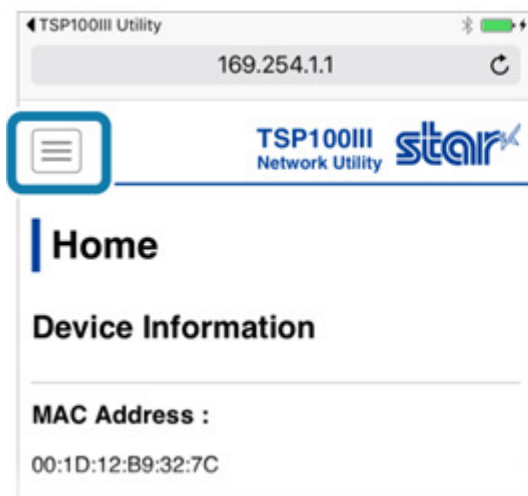 TSP100III Utility
169.254.1.1
TSP100III
Network Utility
star
Home
Device Information
MAC Address :
00:1D:12:B9:32:7C